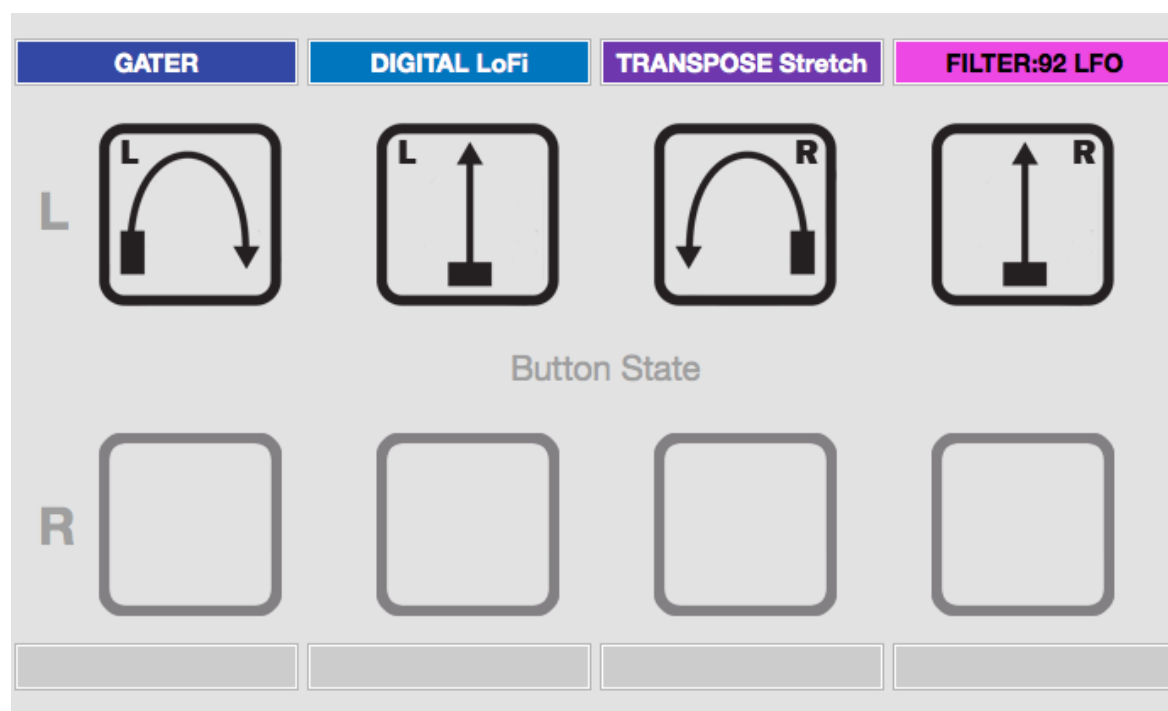 GATER DIGITAL LoFi TRANSPOSE Stretch FILTER:92 LFO
L L R R
L
Button State
R